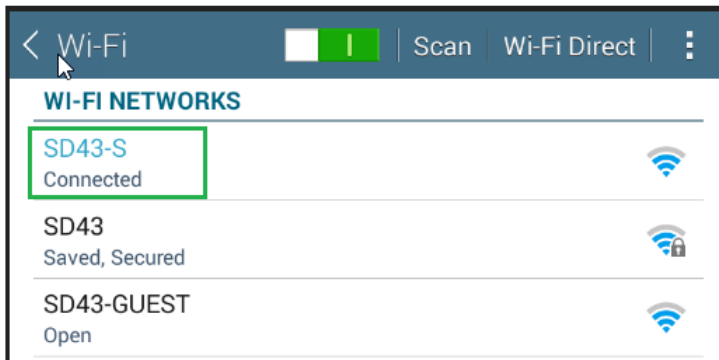 Wi-Fi Scan Wi-Fi Direct
WI-FI NETWORKS
SD43-S
Connected
SD43
Saved, Secured
SD43-GUEST
Open